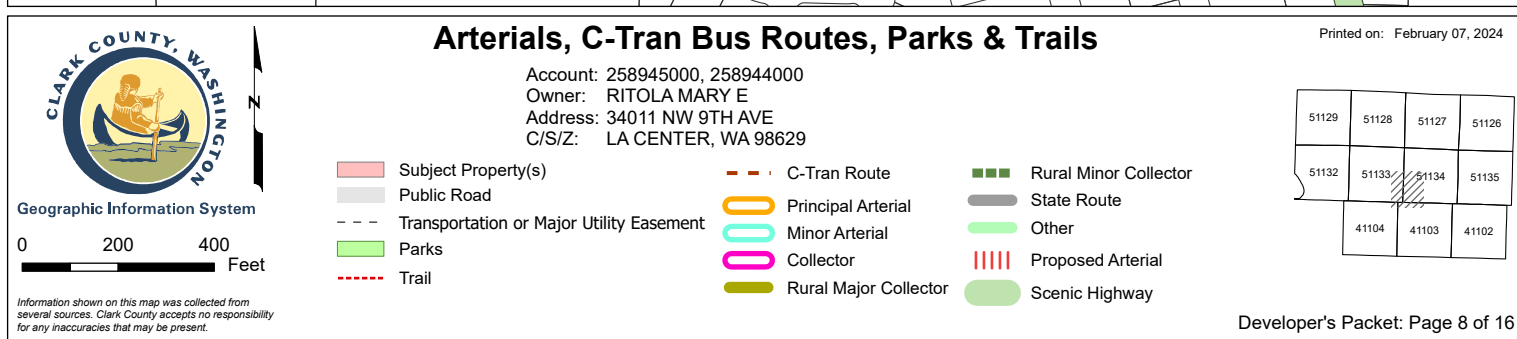 CLARK COUNTY, WASHINGTON
Geographic Information System
N
0 200 400
Feet
Information shown on this map was collected from
several sources. Clark County accepts no responsibility
for any inaccuracies that may be present.
Arterials, C-Tran Bus Routes, Parks & Trails
Account: 258945000, 258944000
Owner: RITOLA MARY E
Address: 34011 NW 9TH AVE
C/S/Z: LA CENTER, WA 98629
Subject Property(s)
Public Road
Transportation or Major Utility Easement
Parks
Trail
C-Tran Route
Principal Arterial
Minor Arterial
Collector
Rural Major Collector
Rural Minor Collector
State Route
Other
Proposed Arterial
Scenic Highway
Printed on: February 07, 2024
51129 51128 51127 51126
51132 51133 51134 51135
41104 41103 41102
Developer's Packet: Page 8 of 16